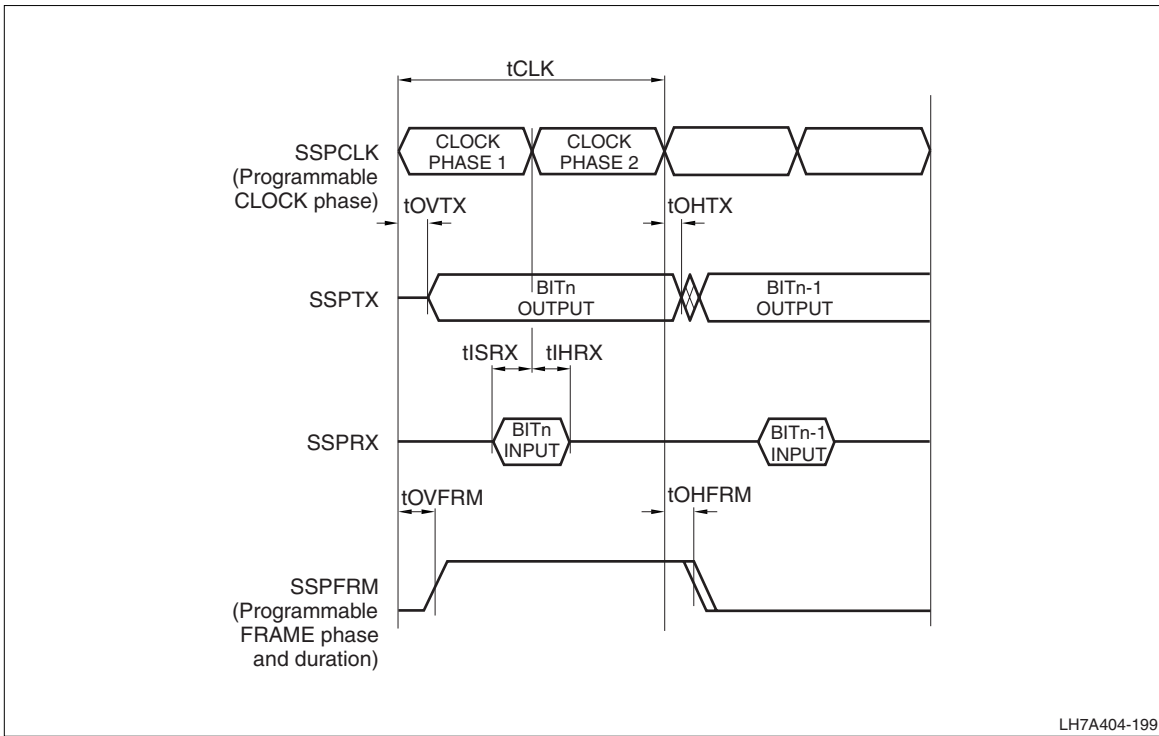 tCLK
SSPCLK
(Programmable
CLOCK phase)
CLOCK
PHASE 1
CLOCK
PHASE 2
tOVTX
tOHTX
SSPTX
BITn
OUTPUT
BITn-1
OUTPUT
tISRX
tIHRX
SSPRX
BITn
INPUT
BITn-1
INPUT
tOVFRM
tOHFRM
SSPFRM
(Programmable
FRAME phase
and duration)
LH7A404-199